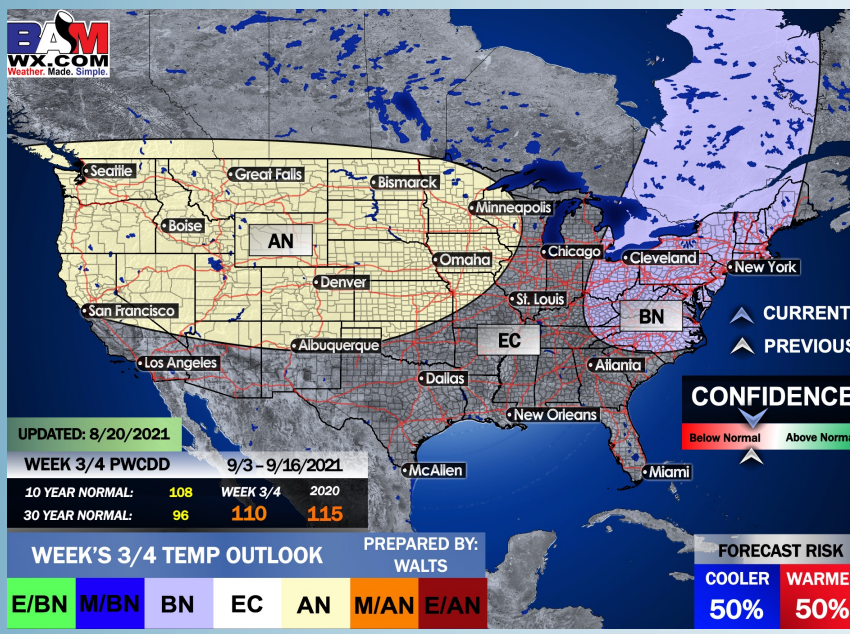 BAM
WX.COM
Weather. Made. Simple.
Seattle
Great Falls
Bismarck
Minneapolis
Boise
AN
Omaha
Chicago
Cleveland
New York
Denver
St. Louis
San Francisco
BN
EC
Albuquerque
Los Angeles
Dallas
Atlanta
New Orleans
McAllen
Miami
CURRENT
PREVIOUS
CONFIDENCE
Below Normal Above Norma
UPDATED: 8/20/2021
WEEK 3/4 PWCDD 9/3 – 9/16/2021
10 YEAR NORMAL: 108 WEEK 3/4 2020
30 YEAR NORMAL: 96 110 115
WEEK'S 3/4 TEMP OUTLOOK
PREPARED BY:
WALTS
E/BN M/BN BN EC AN M/AN E/AN
FORECAST RISK
COOLER WARME
50% 50%